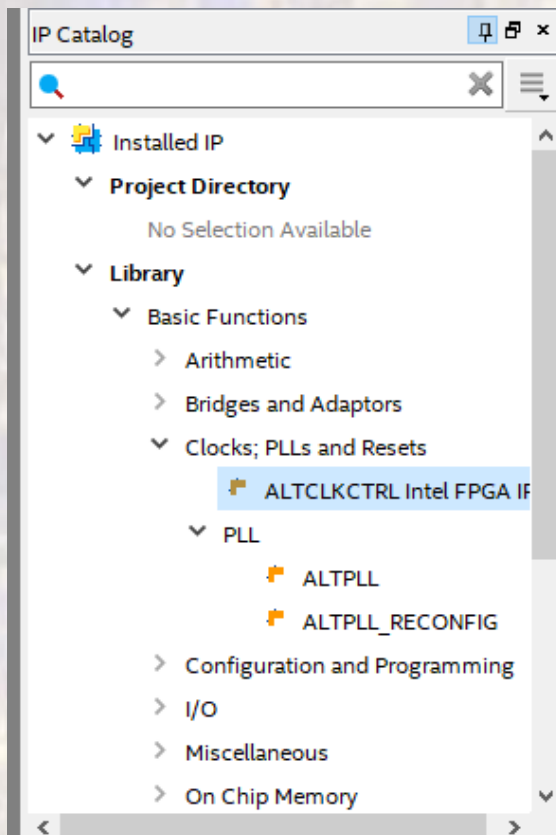 IP Catalog
Installed IP
Project Directory
No Selection Available
Library
Basic Functions
Arithmetic
Bridges and Adaptors
Clocks; PLLs and Resets
ALTCLKCTRL Intel FPGA IP
PLL
ALTPLL
ALTPLL_RECONFIG
Configuration and Programming
I/O
Miscellaneous
On Chip Memory